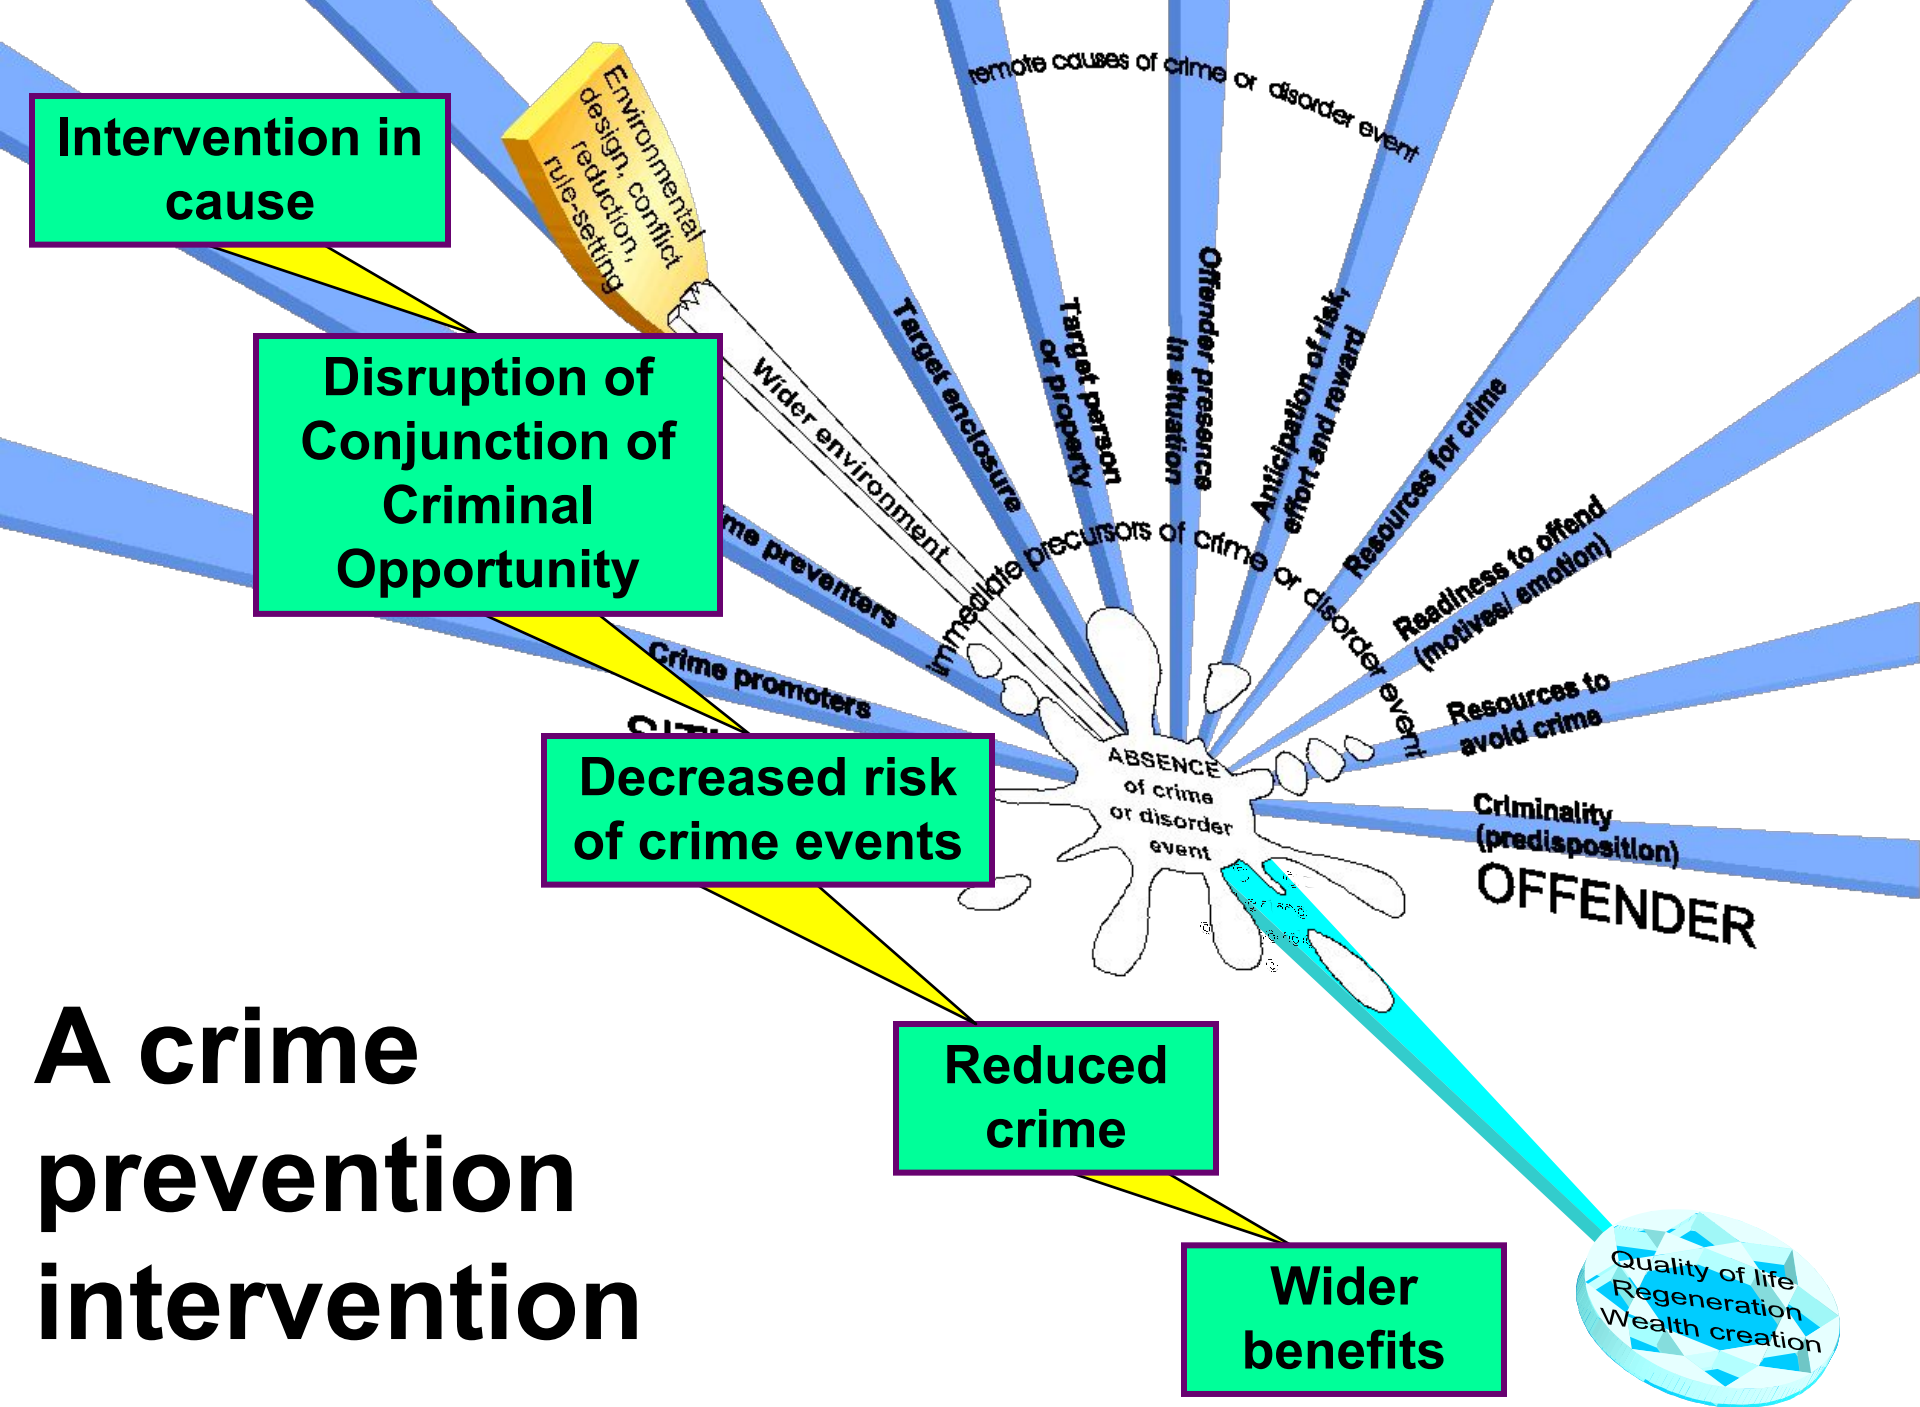 remote causes of crime or disorder event
Environmental
design, conflict
reduction,
rule-setting
Intervention in
cause
Disruption of
Conjunction of
Criminal
Opportunity
Decreased risk
of crime events
Reduced
crime
Wider
benefits
Crime promoters
preventers
Wider environment
Target enclosure
Target person
or property
Offender presence
in situation
Anticipation of risk,
effort and reward
Resources for crime
Readiness to offend
(motives/ emotion)
Resources to
avoid crime
Criminality
(predisposition)
OFFENDER
immediate precursors of crime or disorder event
ABSENCE
of crime
or disorder
event
A crime
prevention
intervention
Quality of life
Regeneration
Wealth creation